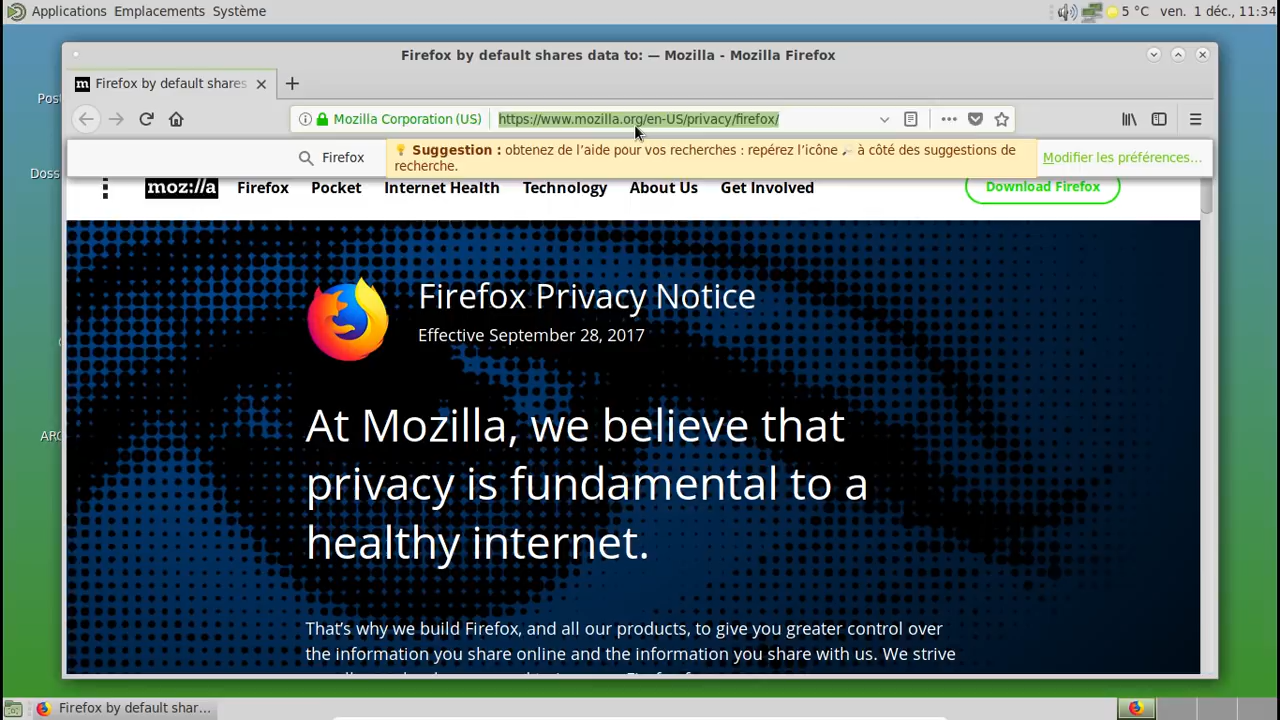 Applications Emplacements Système
5 °C ven. 1 déc., 11:34
Post
Doss
ARC
Firefox by default shares data to: — Mozilla - Mozilla Firefox
Firefox by default shares
Mozilla Corporation (US) https://www.mozilla.org/en-US/privacy/firefox/
Firefox
Suggestion : obtenez de l’aide pour vos recherches : repérez l’icône à côté des suggestions de
recherche.
Modifier les préférences…
moz://a Firefox Pocket Internet Health Technology About Us Get Involved Download Firefox
Firefox Privacy Notice
Effective September 28, 2017
At Mozilla, we believe that
privacy is fundamental to a
healthy internet.
That’s why we build Firefox, and all our products, to give you greater control over
the information you share online and the information you share with us. We strive
Firefox by default shar…